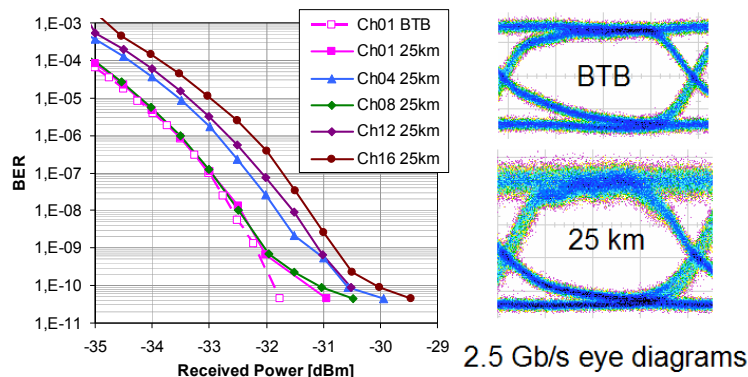 1,E-03
1,E-04
1,E-05
1,E-06
1,E-07
1,E-08
1,E-09
1,E-10
1,E-11
BER
-35
-34
-33
-32
-31
-30
-29
Received Power [dBm]
Ch01 BTB
Ch01 25km
Ch04 25km
Ch08 25km
Ch12 25km
Ch16 25km
BTB
25 km
2.5 Gb/s eye diagrams